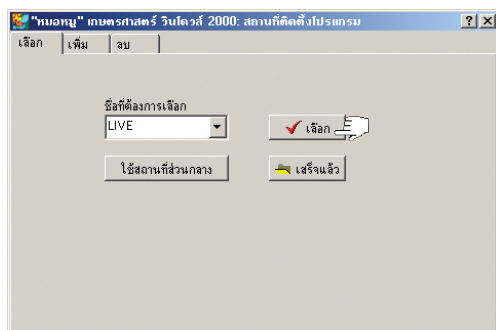 "หมอหมู" เกษตรศาสตร์ วินโดวส์ 2000: สถานที่ติดตั้งโปรแกรม
เลือก เพิ่ม ลบ
ชื่อที่ต้องการเลือก
LIVE เลือก
ใช้สถานที่ส่วนกลาง เสร็จแล้ว